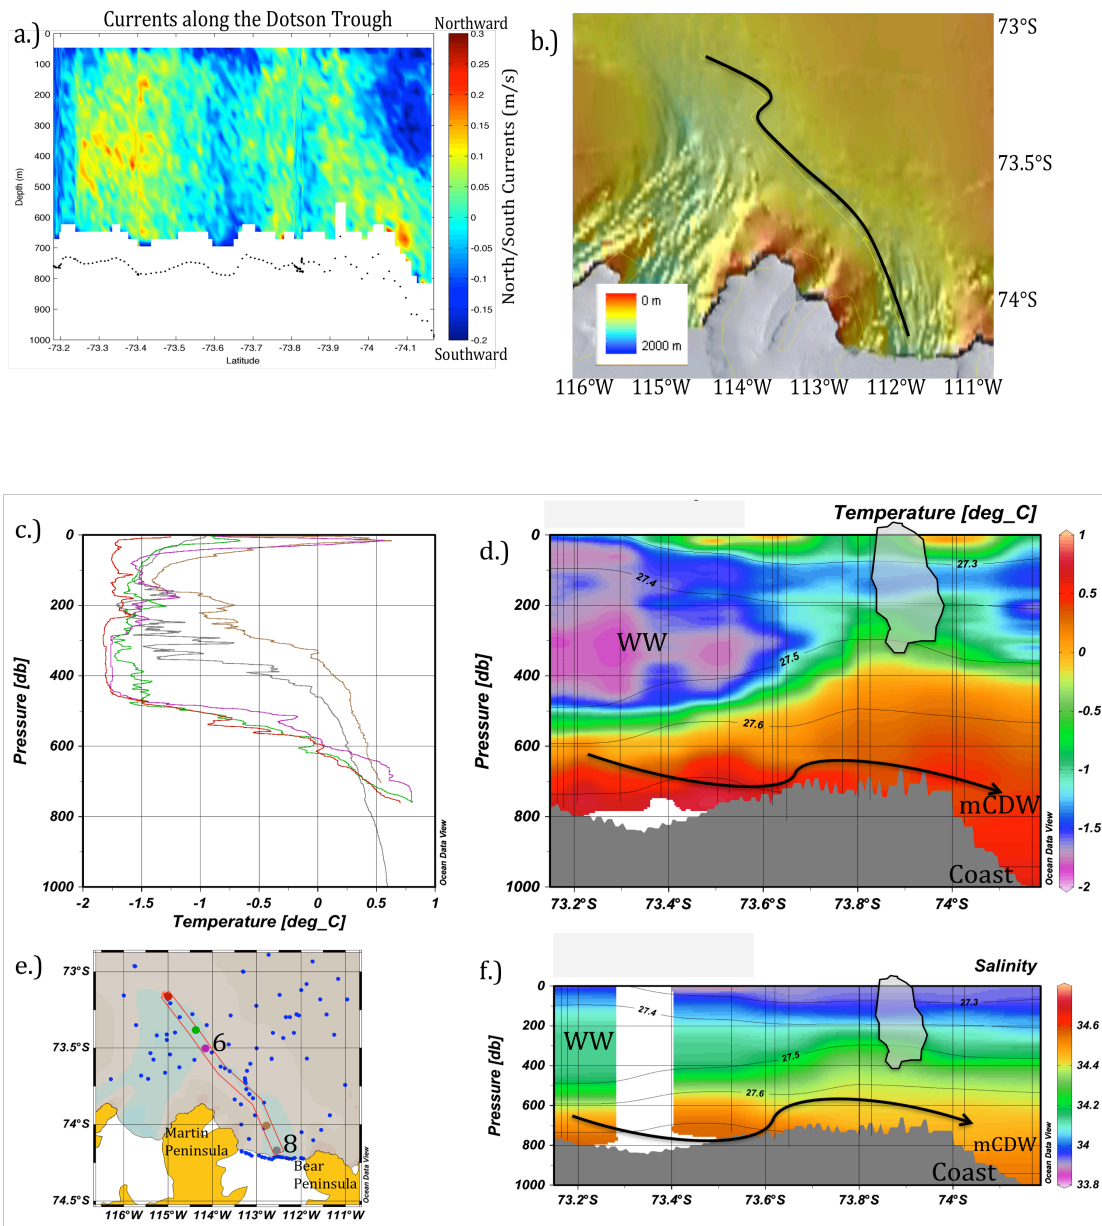 Currents along the Dotson Trough
Northward
a.)
0
100
200
300
400
500
600
700
800
900
1000
Depth (m)
-73.2 -73.3 -73.4 -73.5 -73.6 -73.7 -73.8 -73.9 -74 -74.1
Latitude
0.3
0.25
0.2
0.15
0.1
0.05
0
-0.05
-0.1
-0.15
-0.2
North/South Currents (m/s)
Southward
b.)
73°S
73.5°S
74°S
0 m
2000 m
116°W 115°W 114°W 113°W 112°W 111°W
c.)
0
200
400
600
800
1000
Pressure [db]
-2 -1.5 -1 -0.5 0 0.5 1
Temperature [deg_C]
Ocean Data View
d.)
Temperature [deg_C]
0
200
400
600
800
1000
Pressure [db]
27.3
27.4
WW
27.5
27.6
mCDW
Coast
73.2°S 73.4°S 73.6°S 73.8°S 74°S
1
0.5
0
-0.5
-1
-1.5
-2
Ocean Data View
e.)
73°S
73.5°S
74°S
74.5°S
6
8
Martin
Peninsula
Bear
Peninsula
116°W 115°W 114°W 113°W 112°W 111°W
Ocean Data View
f.)
Salinity
0
200
400
600
800
1000
Pressure [db]
27.3
27.4
WW
27.5
27.6
mCDW
Coast
73.2°S 73.4°S 73.6°S 73.8°S 74°S
34.6
34.4
34.2
34
33.8
Ocean Data View